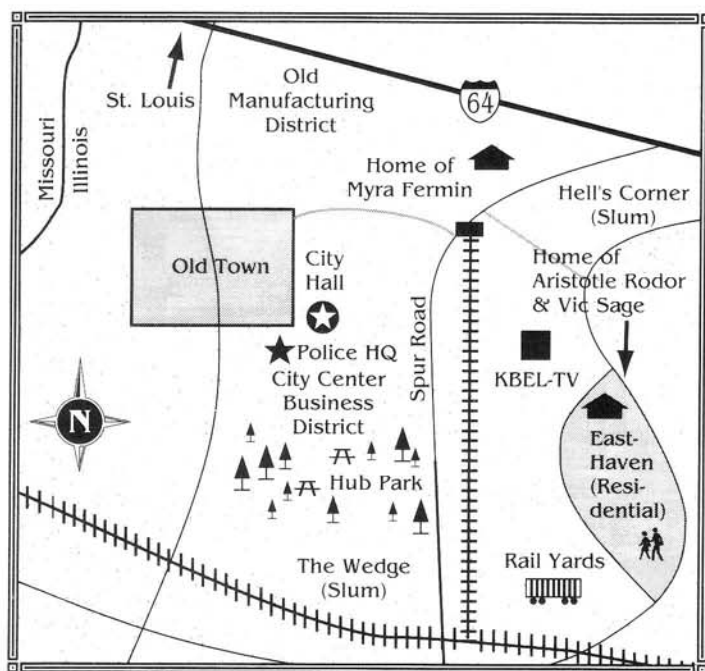 St. Louis
Old
Manufacturing
District
64
Missouri
Illinois
Home of
Myra Fermin
Hell's Corner
(Slum)
Old Town
City
Hall
Home of
Aristotle Rodor
& Vic Sage
Spur Road
Police HQ
KBEL-TV
City Center
Business
District
N
East-
Haven
(Resi-
dential)
Hub Park
The Wedge
(Slum)
Rail Yards